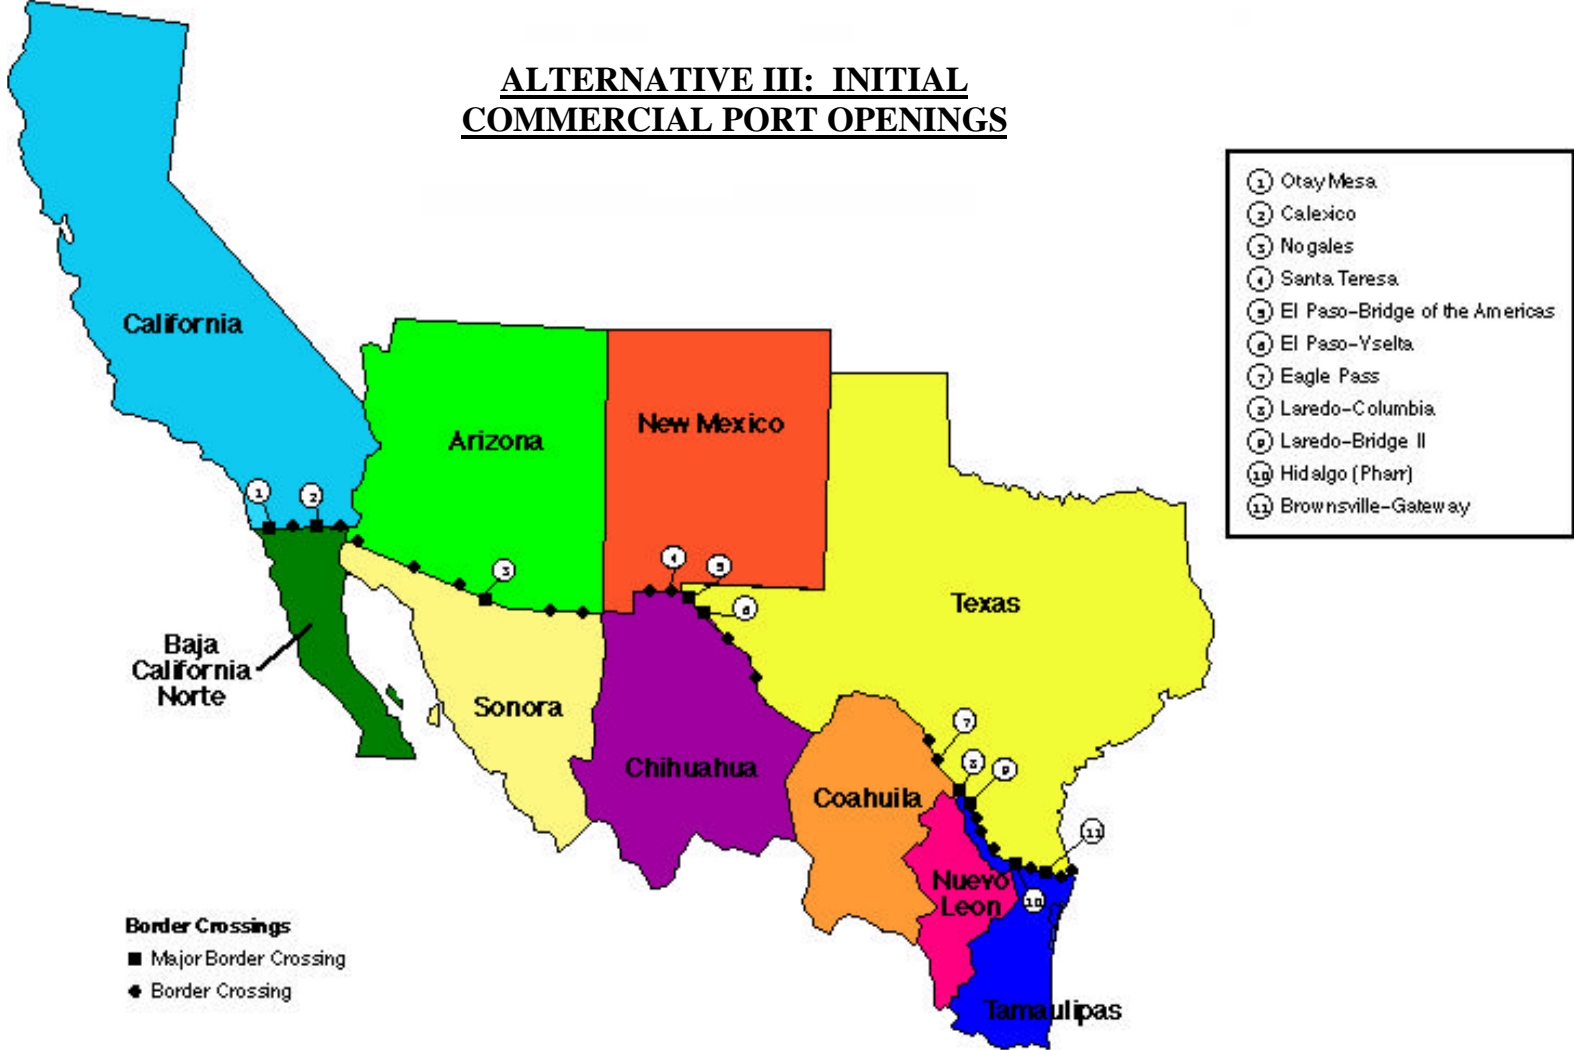 ALTERNATIVE III: INITIAL
COMMERCIAL PORT OPENINGS
1 Otay Mesa
2 Calexico
3 Nogales
4 Santa Teresa
5 El Paso-Bridge of the Americas
6 El Paso-Yselta
7 Eagle Pass
8 Laredo-Columbia
9 Laredo-Bridge II
10 Hidalgo (Pharr)
11 Brownsville-Gateway
California
Arizona
New Mexico
Texas
1
2
3
4
5
6
Baja
California
Norte
Sonora
Chihuahua
Coahuila
7
8
9
11
Nuevo
Leon
10
Tamaulipas
Border Crossings
Major Border Crossing
Border Crossing